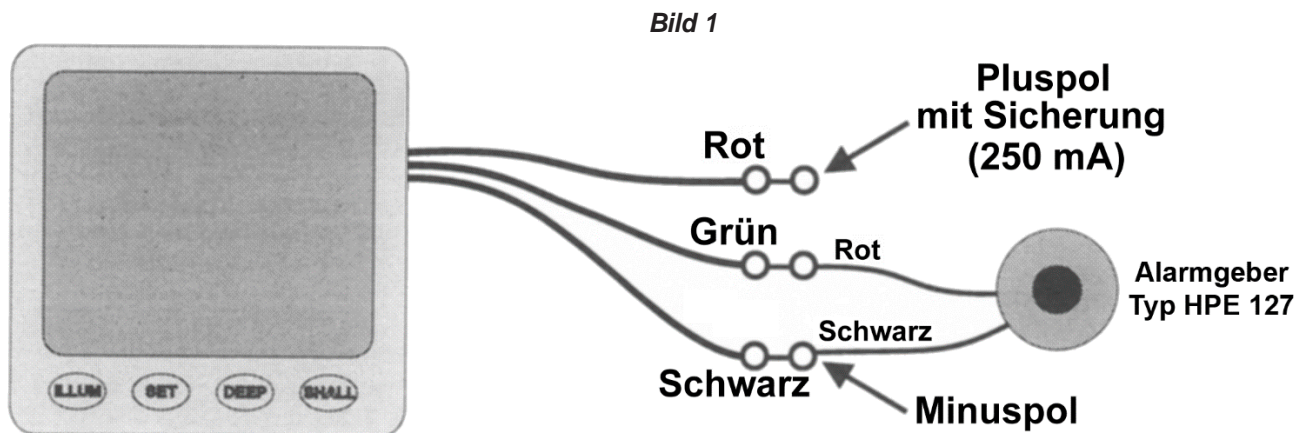 Bild 1
Pluspol
mit Sicherung
(250 mA)
Rot
Grün
Rot
Alarmgeber
Typ HPE 127
Schwarz
Schwarz
Minuspol
ILLUM SET DEEP SHALL